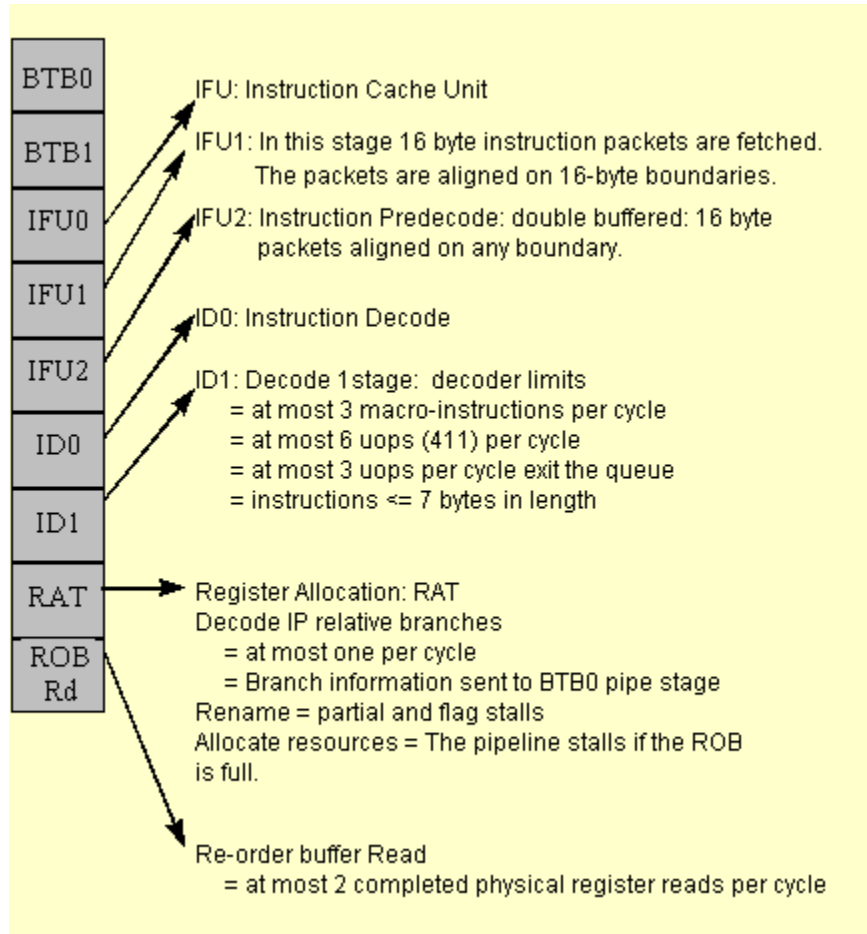 BTB0
BTB1
IFU0
IFU1
IFU2
ID0
ID1
RAT
ROB
Rd
IFU: Instruction Cache Unit
IFU1: In this stage 16 byte instruction packets are fetched.
The packets are aligned on 16-byte boundaries.
IFU2: Instruction Predecode: double buffered: 16 byte
packets aligned on any boundary.
ID0: Instruction Decode
ID1: Decode 1stage: decoder limits
= at most 3 macro-instructions per cycle
= at most 6 uops (411) per cycle
= at most 3 uops per cycle exit the queue
= instructions <= 7 bytes in length
Register Allocation: RAT
Decode IP relative branches
= at most one per cycle
= Branch information sent to BTB0 pipe stage
Rename = partial and flag stalls
Allocate resources = The pipeline stalls if the ROB
is full.
Re-order buffer Read
= at most 2 completed physical register reads per cycle